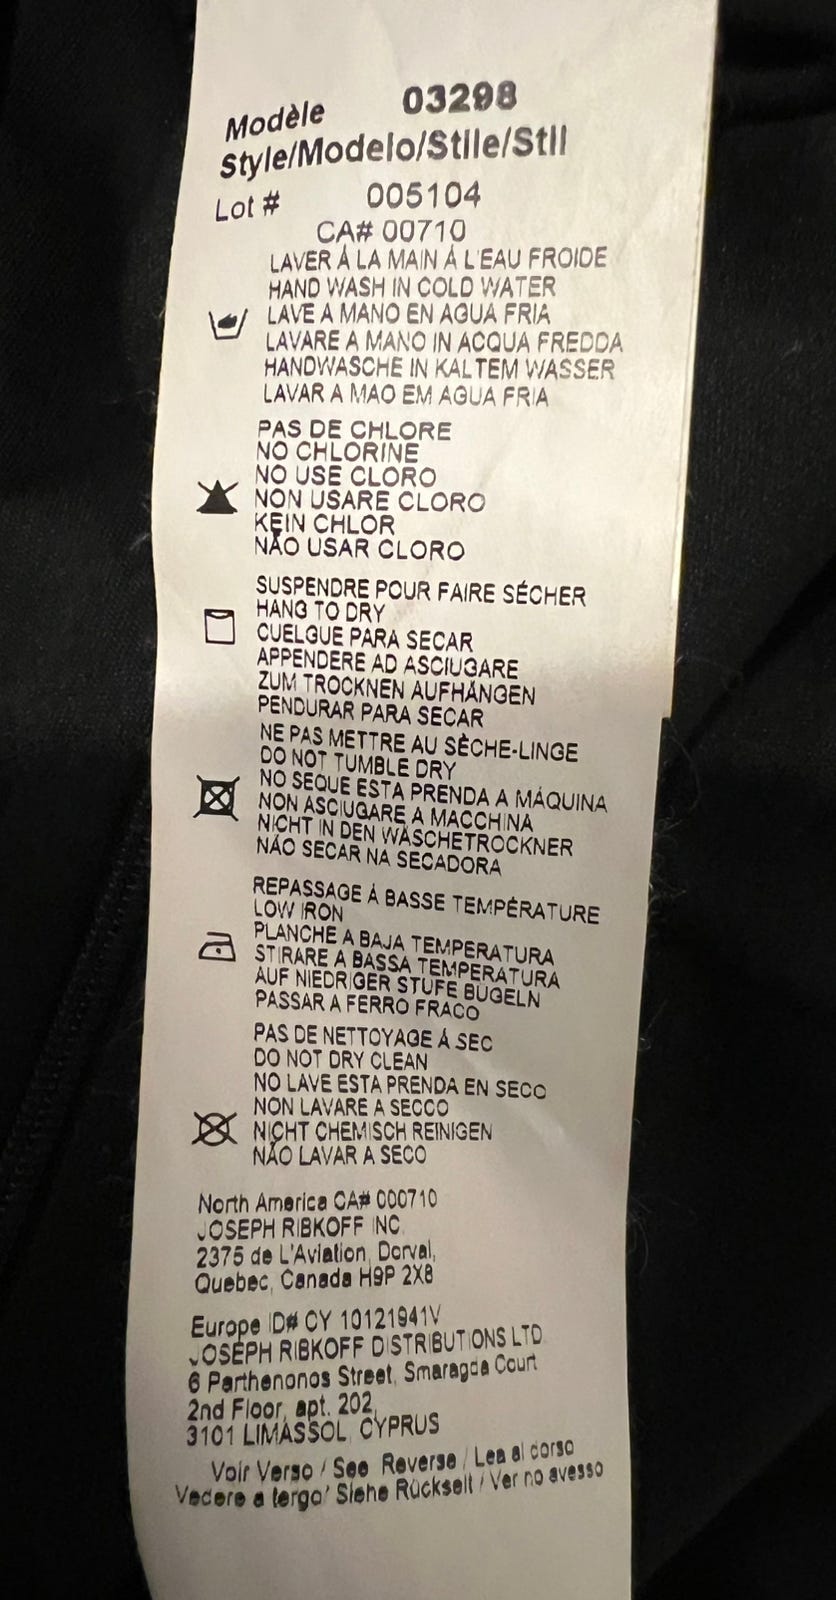 Modèle 03298
Style/Modelo/Stile/Stil
Lot # 005104
CA# 00710
LAVER À LA MAIN À L'EAU FROIDE
HAND WASH IN COLD WATER
LAVE A MANO EN AGUA FRIA
LAVARE A MANO IN ACQUA FREDDA
HANDWASCHE IN KALTEM WASSER
LAVAR A MAO EM AGUA FRIA
PAS DE CHLORE
NO CHLORINE
NO USE CLORO
NON USARE CLORO
KEIN CHLOR
NÃO USAR CLORO
SUSPENDRE POUR FAIRE SÉCHER
HANG TO DRY
CUELGUE PARA SECAR
APPENDERE AD ASCIUGARE
ZUM TROCKNEN AUFHÄNGEN
PENDURAR PARA SECAR
NE PAS METTRE AU SÈCHE-LINGE
DO NOT TUMBLE DRY
NO SEQUE ESTA PRENDA A MÁQUINA
NON ASCIUGARE A MACCHINA
NICHT IN DEN WÄSCHETROCKNER
NÃO SECAR NA SECADORA
REPASSAGE À BASSE TEMPÉRATURE
LOW IRON
PLANCHE A BAJA TEMPERATURA
STIRARE A BASSA TEMPERATURA
AUF NIEDRIGER STUFE BÜGELN
PASSAR A FERRO FRACO
PAS DE NETTOYAGE À SEC
DO NOT DRY CLEAN
NO LAVE ESTA PRENDA EN SECO
NON LAVARE A SECCO
NICHT CHEMISCH REINIGEN
NÃO LAVAR A SECO
North America CA# 000710
JOSEPH RIBKOFF INC.
2375 de L'Aviation, Dorval,
Quebec, Canada H9P 2X8
Europe ID# CY 10121941V
JOSEPH RIBKOFF DISTRIBUTIONS LTD
6 Parthenonos Street, Smaragda Court
2nd Floor, apt. 202,
3101 LIMASSOL, CYPRUS
Voir Verso / See Reverse / Lea al corso
Vedere a tergo / Siehe Rückseit / Ver no avesso